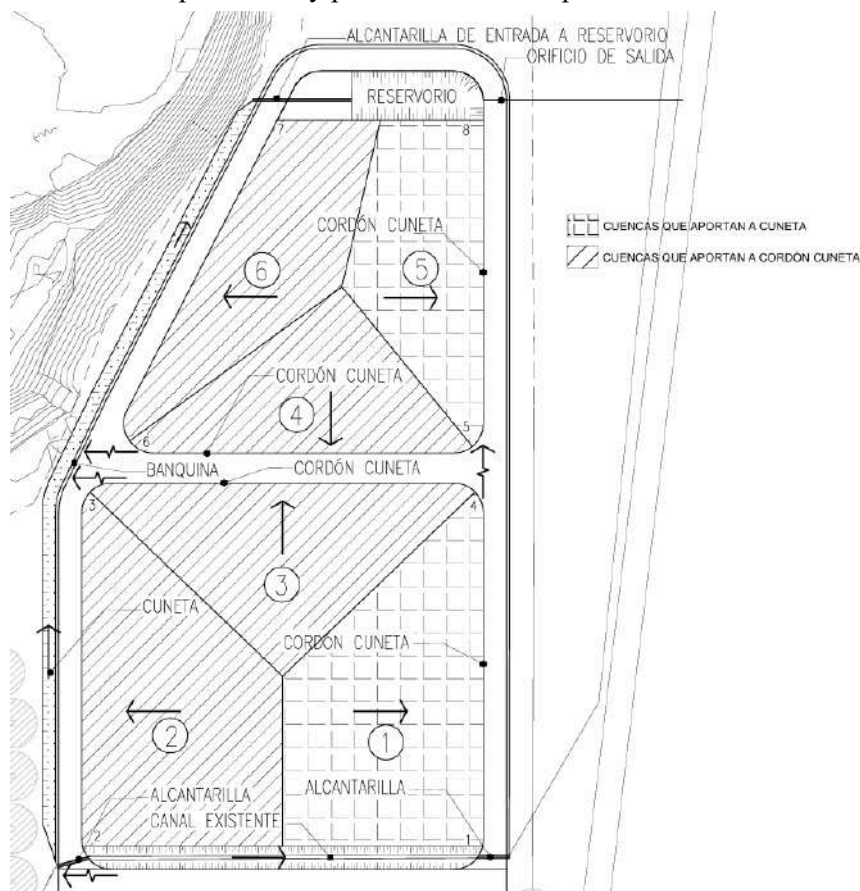 ALCANTARILLA DE ENTRADA A RESERVORIO
ORIFICIO DE SALIDA
RESERVORIO
7
8
CORDÓN CUNETA
CUENCAS QUE APORTAN A CUNETA
CUENCAS QUE APORTAN A CORDÓN CUNETA
6
5
CORDÓN CUNETA
4
5
6
BANQUINA
CORDÓN CUNETA
3
4
3
CUNETA
CORDÓN CUNETA
2
1
ALCANTARILLA
ALCANTARILLA
CANAL EXISTENTE
2
1